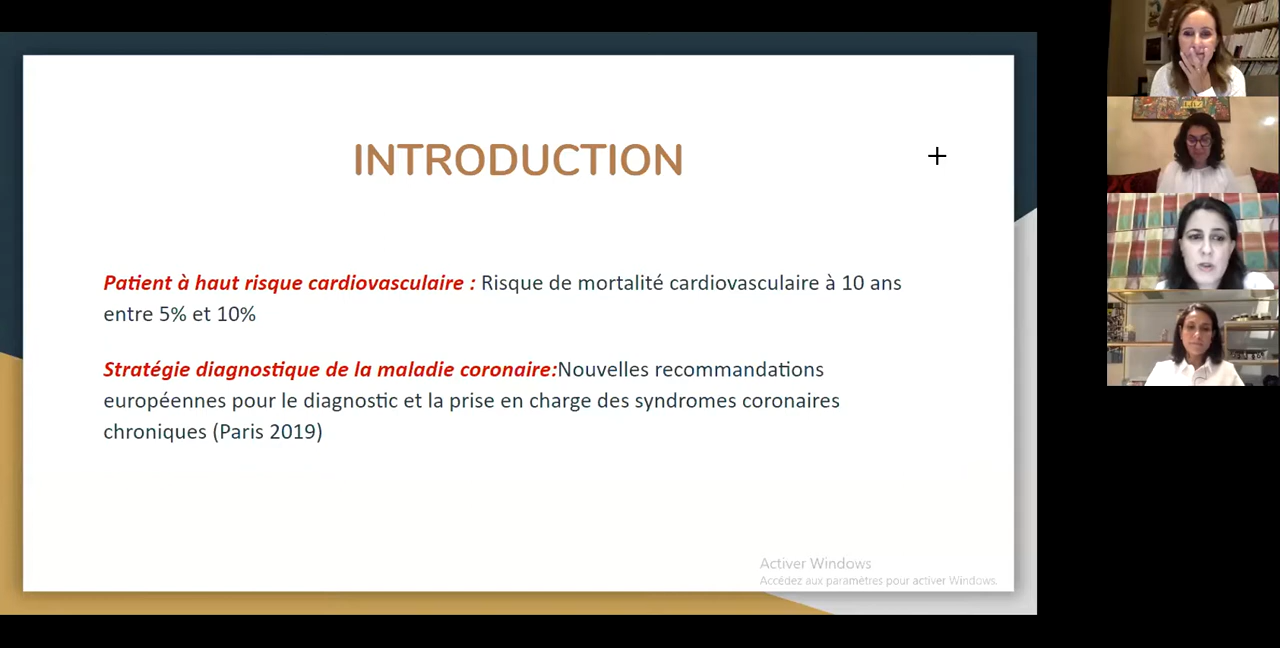 INTRODUCTION
Patient à haut risque cardiovasculaire : Risque de mortalité cardiovasculaire à 10 ans
entre 5% et 10%
Stratégie diagnostique de la maladie coronaire:Nouvelles recommandations
européennes pour le diagnostic et la prise en charge des syndromes coronaires
chroniques (Paris 2019)
Activer Windows
Accédez aux paramètres pour activer Windows.